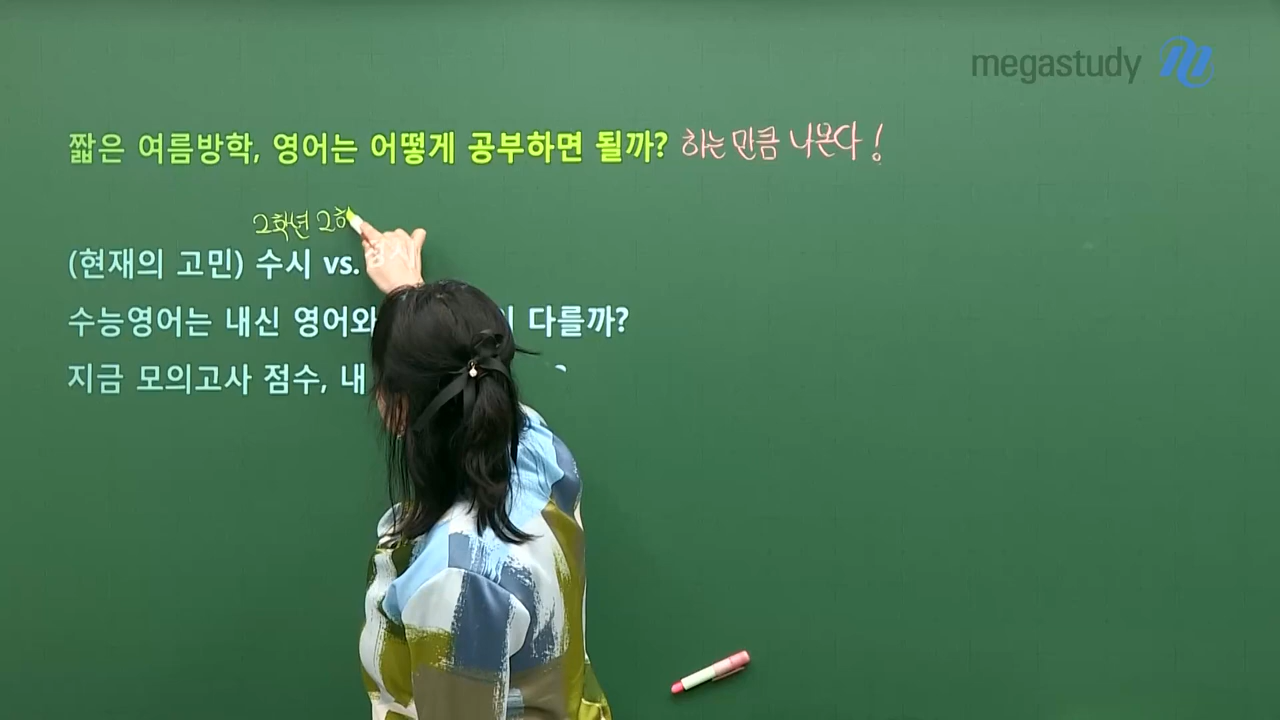 megastudy
짧은 여름방학, 영어는 어떻게 공부하면 될까? 하는 만큼 나온다!
2학년 2
(현재의 고민) 수시 vs. 정시
수능영어는 내신 영어와 다를까?
지금 모의고사 점수, 내